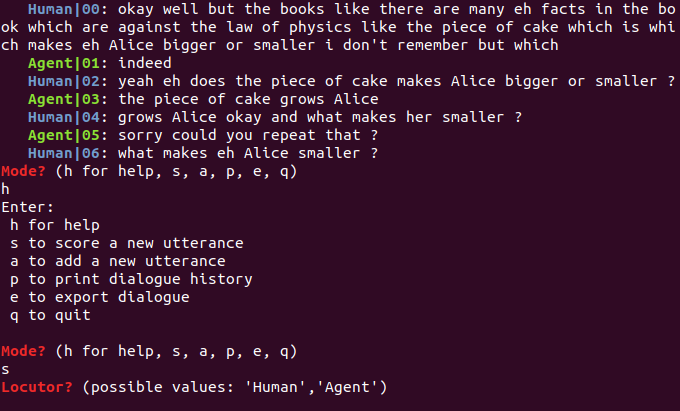 Human|00: okay well but the books like there are many eh facts in the bo
ok which are against the law of physics like the piece of cake which is whi
ch makes eh Alice bigger or smaller i don't remember but which
Agent|01: indeed
Human|02: yeah eh does the piece of cake makes Alice bigger or smaller ?
Agent|03: the piece of cake grows Alice
Human|04: grows Alice okay and what makes her smaller ?
Agent|05: sorry could you repeat that ?
Human|06: what makes eh Alice smaller ?
Mode? (h for help, s, a, p, e, q)
h
Enter:
h for help
s to score a new utterance
a to add a new utterance
p to print dialogue history
e to export dialogue
q to quit
Mode? (h for help, s, a, p, e, q)
s
Locutor? (possible values: 'Human','Agent')